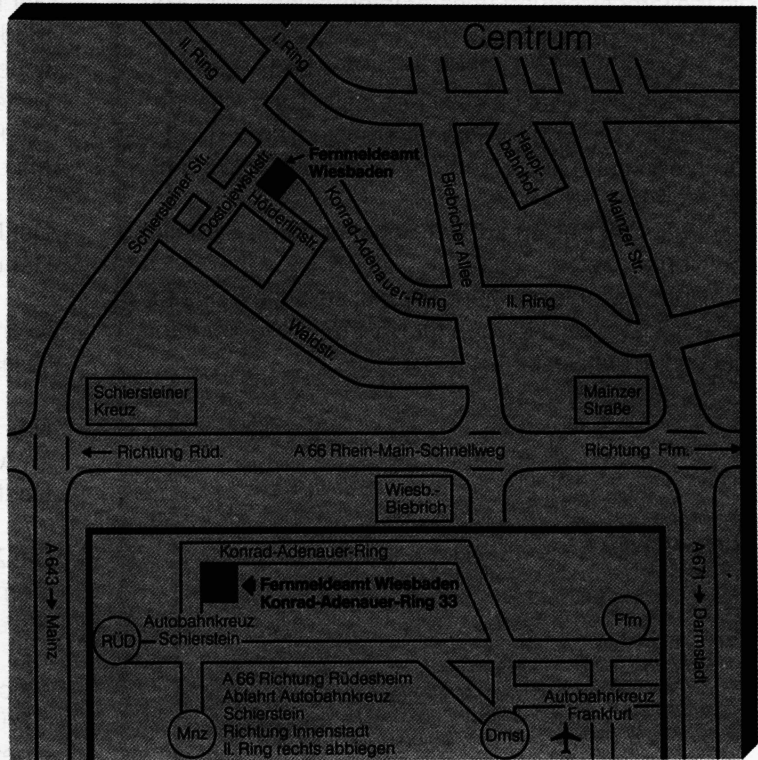 Centrum
II. Ring
I. Ring
Fernmeldeamt
Wiesbaden
Haupt-
bahnhof
Schiersteiner Str.
Dostojewskistr.
Hölderlinstr.
Konrad-Adenauer-Ring
Biebricher Allee
Mainzer Str.
II. Ring
Waldstr.
Schiersteiner
Kreuz
Mainzer
Straße
Richtung Rüd.
A 66 Rhein-Main-Schnellweg
Richtung Ffm.
Wiesb.-
Biebrich
A 643 → Mainz
A 671 → Darmstadt
Konrad-Adenauer-Ring
Fernmeldeamt Wiesbaden
Konrad-Adenauer-Ring 33
Autobahnkreuz
Schierstein
RÜD
Ffm
A 66 Richtung Rüdesheim
Abfahrt Autobahnkreuz
Schierstein
Richtung Innenstadt
II. Ring rechts abbiegen
Autobahnkreuz
Frankfurt
Mnz
Dmst